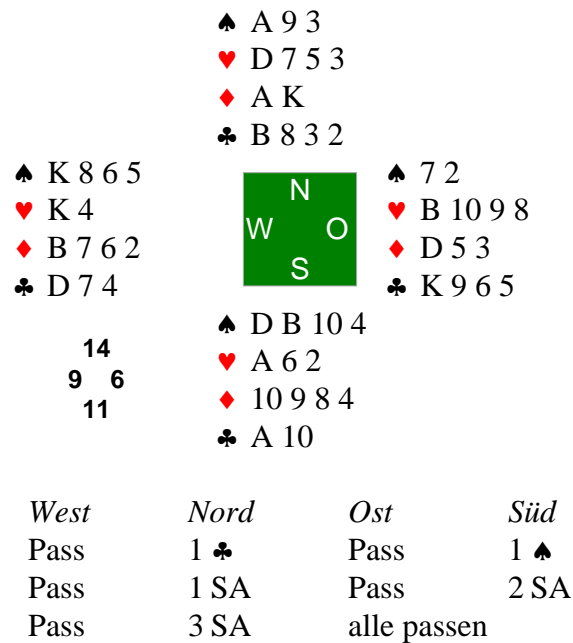 ♠ A 9 3
♥ D 7 5 3
♦ A K
♣ B 8 3 2
♠ K 8 6 5
♥ K 4
♦ B 7 6 2
♣ D 7 4
N
W O
S
♠ 7 2
♥ B 10 9 8
♦ D 5 3
♣ K 9 6 5
14
9 6
11
♠ D B 10 4
♥ A 6 2
♦ 10 9 8 4
♣ A 10
West Nord Ost Süd
Pass 1 ♣ Pass 1 ♠
Pass 1 SA Pass 2 SA
Pass 3 SA alle passen